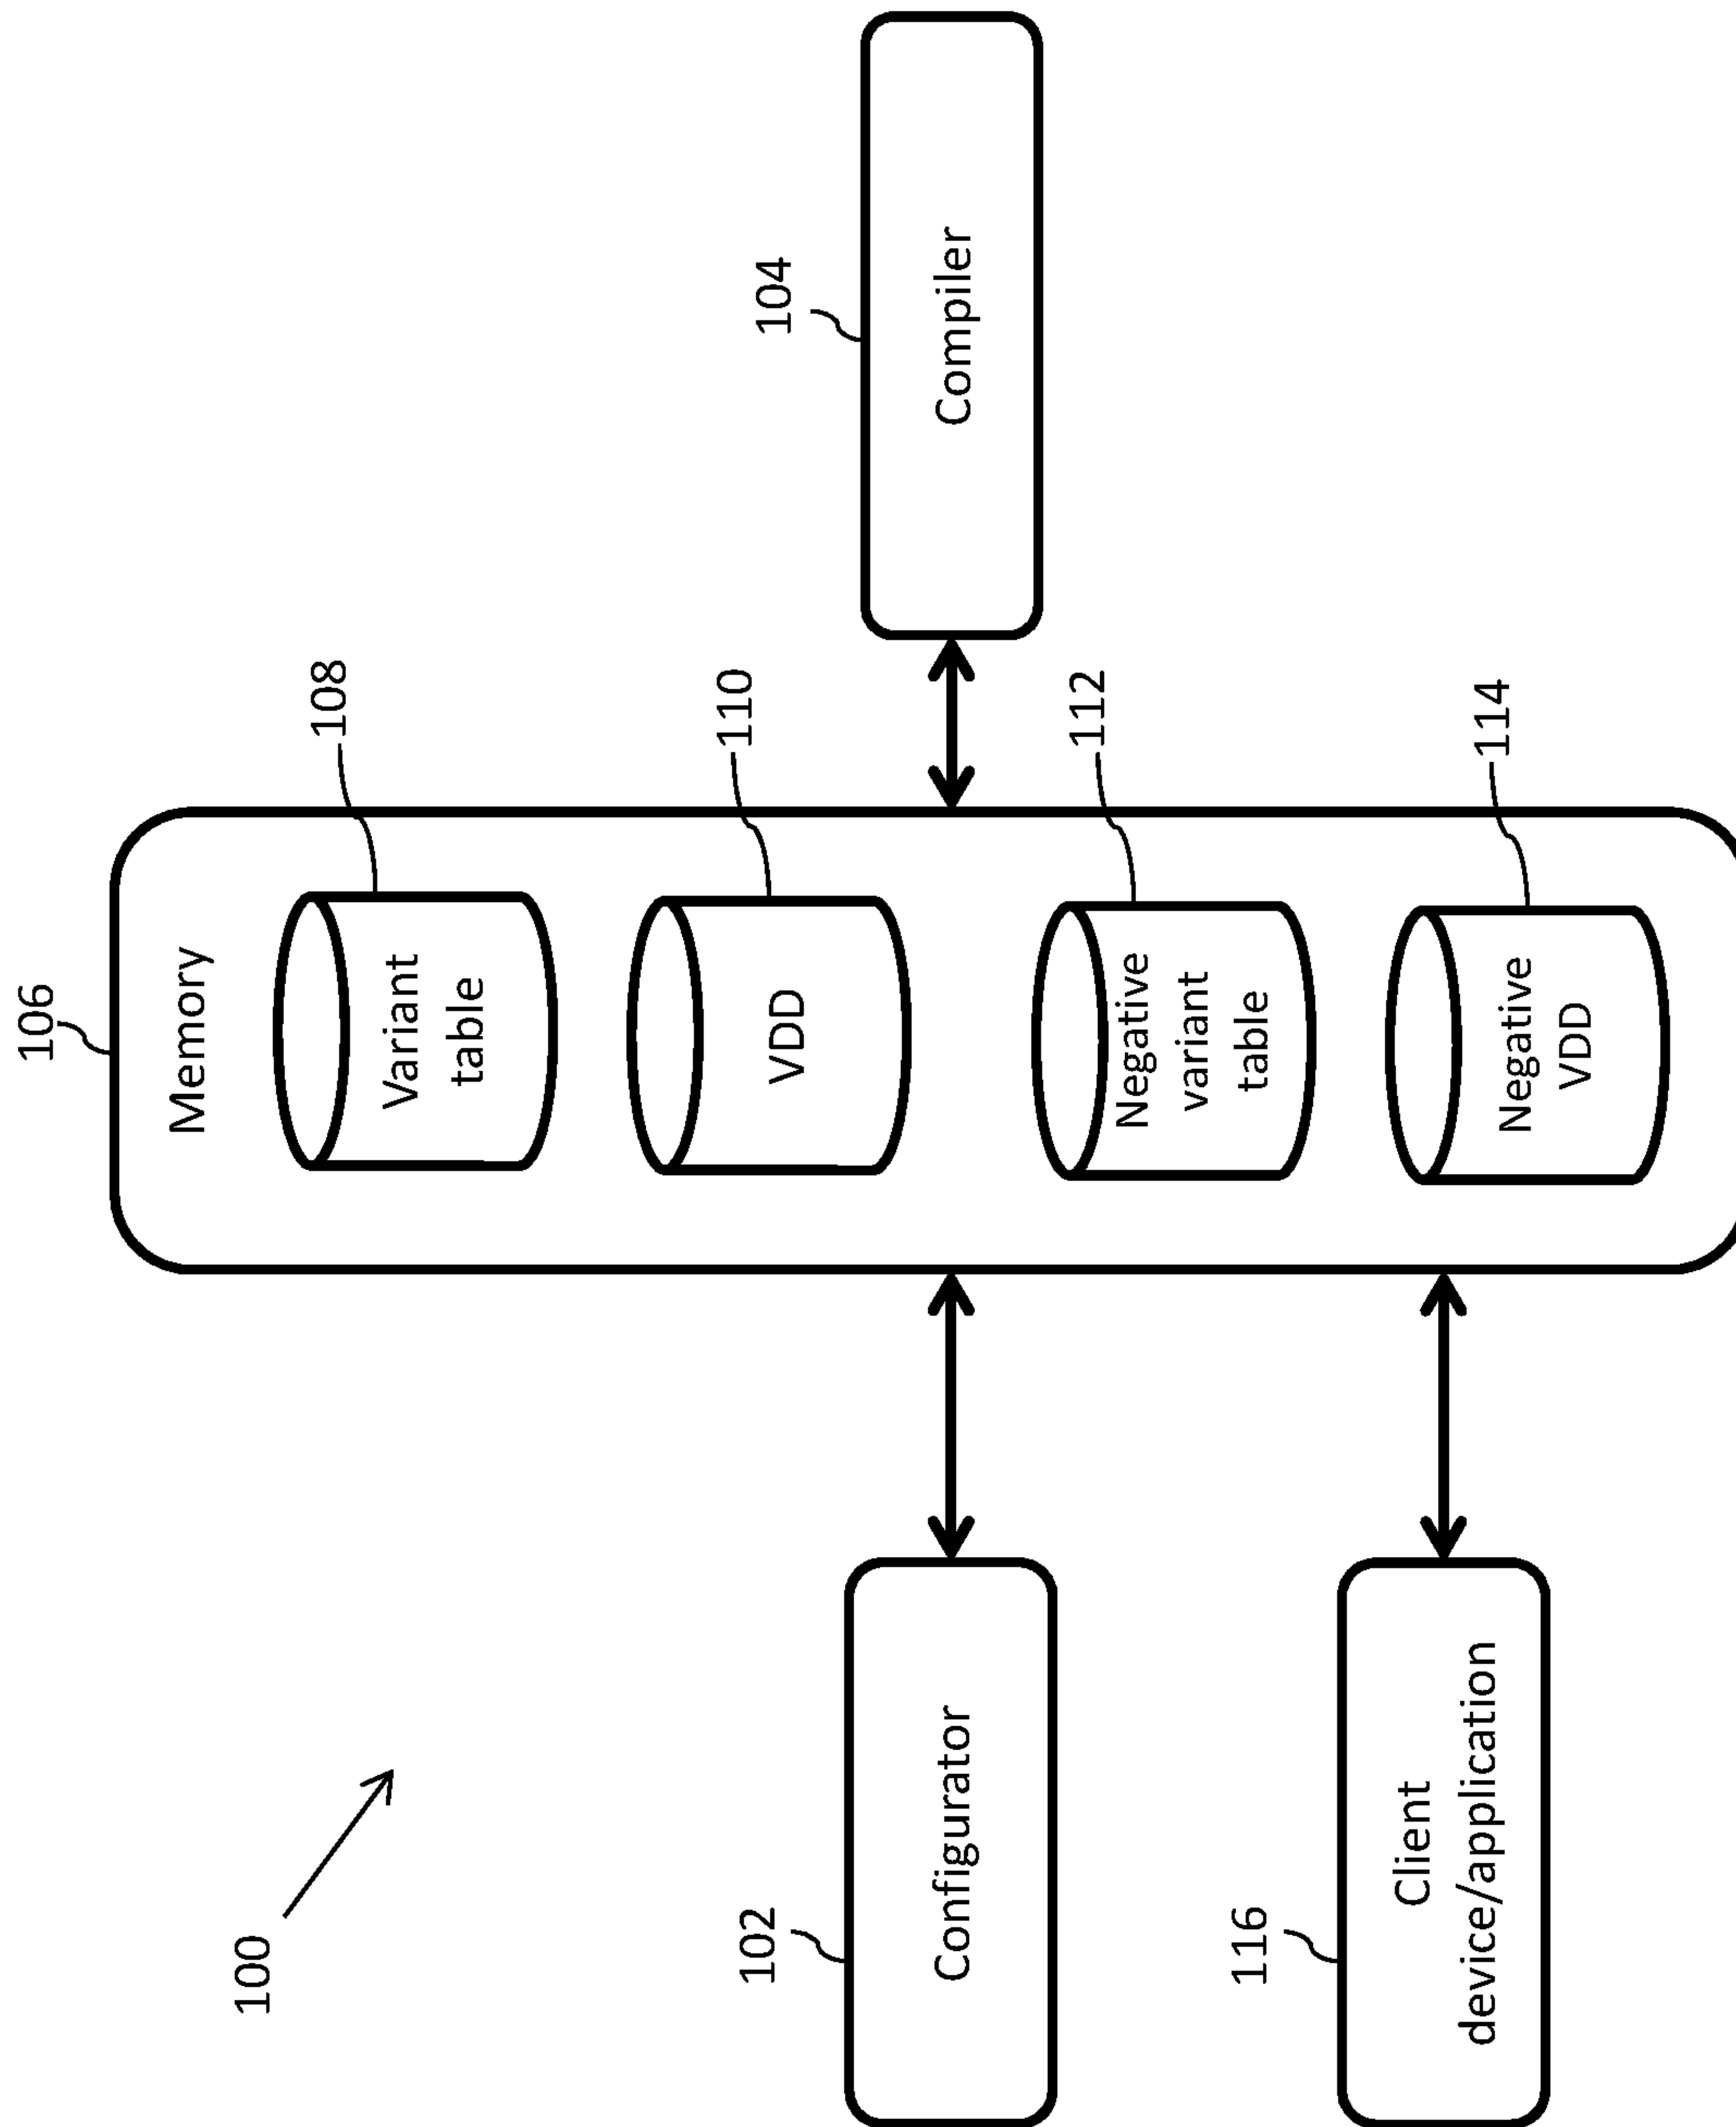 106
Memory
100
108
Variant
table
102
110
104
VDD
Configurator
Compiler
112
Negative
variant
table
116
Client
device/application
114
Negative
VDD